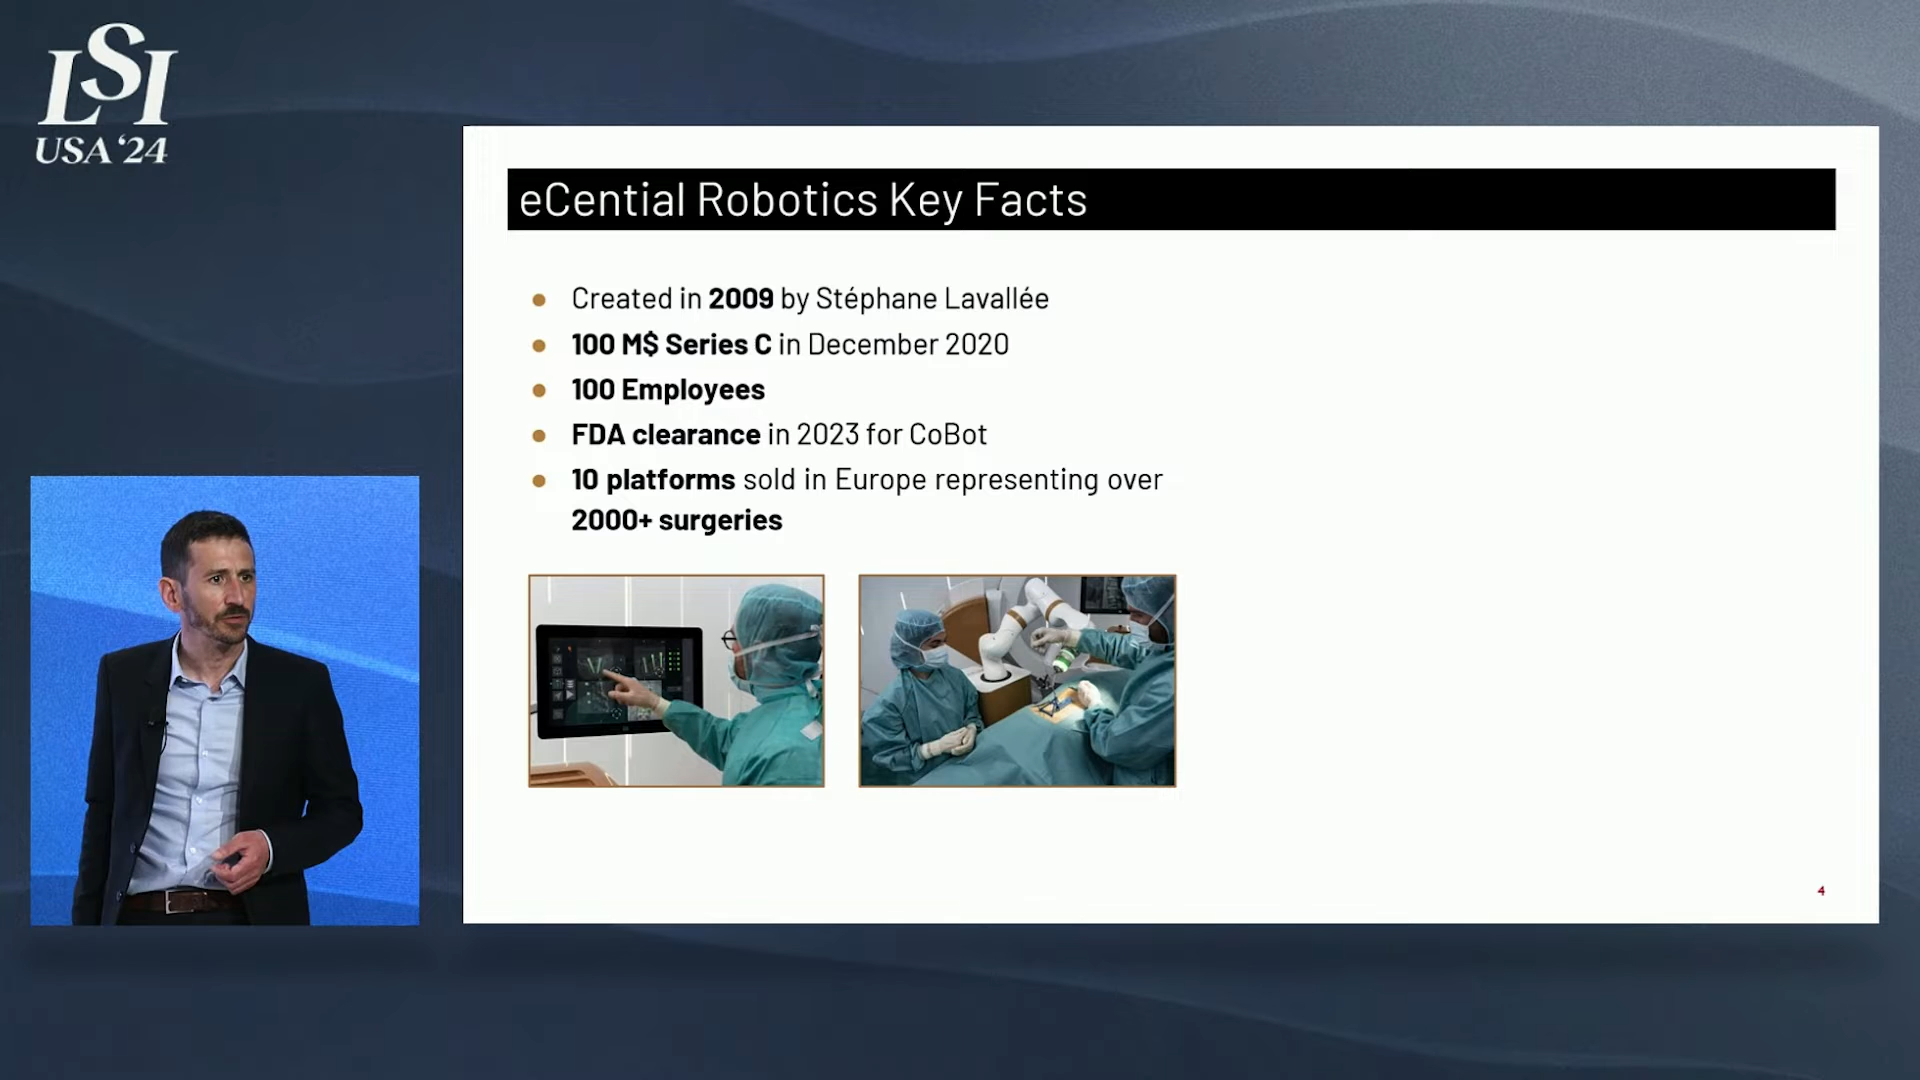 LSI
USA '24
eCential Robotics Key Facts
Created in 2009 by Stéphane Lavallée
100 M$ Series C in December 2020
100 Employees
FDA clearance in 2023 for CoBot
10 platforms sold in Europe representing over
2000+ surgeries
4